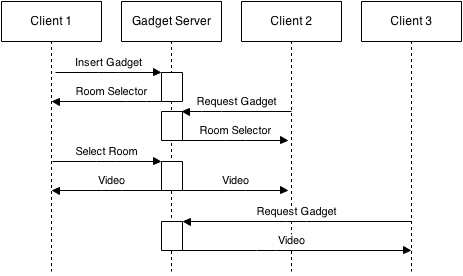 Client 1
Gadget Server
Client 2
Client 3
Insert Gadget
Room Selector
Request Gadget
Room Selector
Select Room
Video
Video
Request Gadget
Video